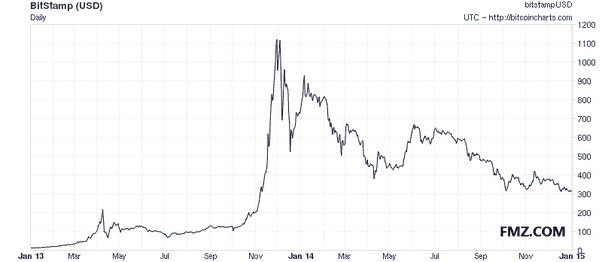 BitStamp (USD)
bitstampUSD
Daily
UTC - http://bitcoincharts.com
1200
1100
1000
900
800
700
600
500
400
300
200
100
0
FMZ.COM
Jan 13 Mar May Jul Sep Nov Jan 14 Mar May Jul Sep Nov Jan 15